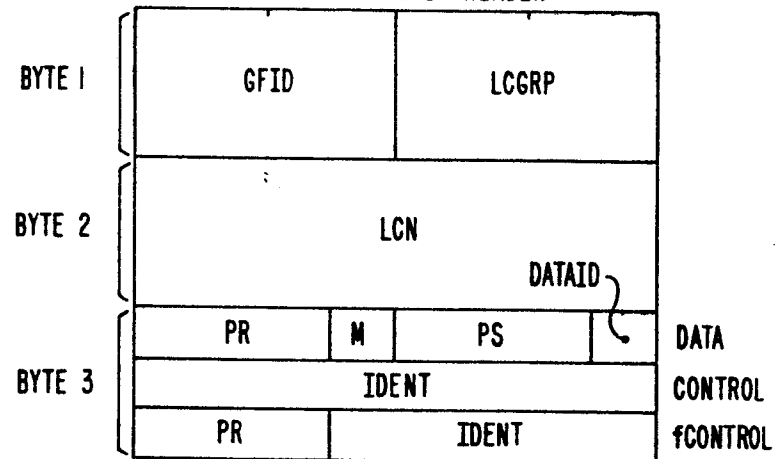 BYTE 1
GFID
LCGRP
BYTE 2
LCN
DATAID
BYTE 3
PR
M
PS
DATA
IDENT
CONTROL
PR
IDENT
fCONTROL